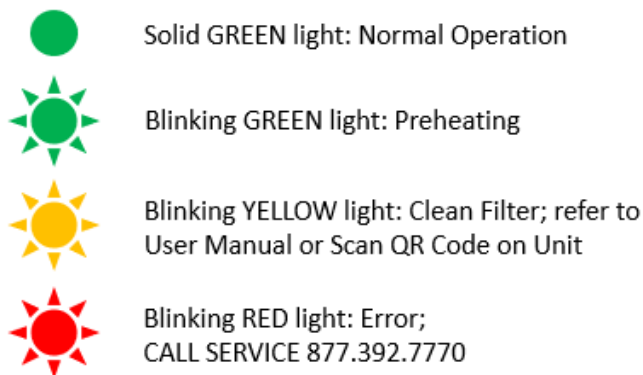 Solid GREEN light: Normal Operation
Blinking GREEN light: Preheating
Blinking YELLOW light: Clean Filter; refer to
User Manual or Scan QR Code on Unit
Blinking RED light: Error;
CALL SERVICE 877.392.7770